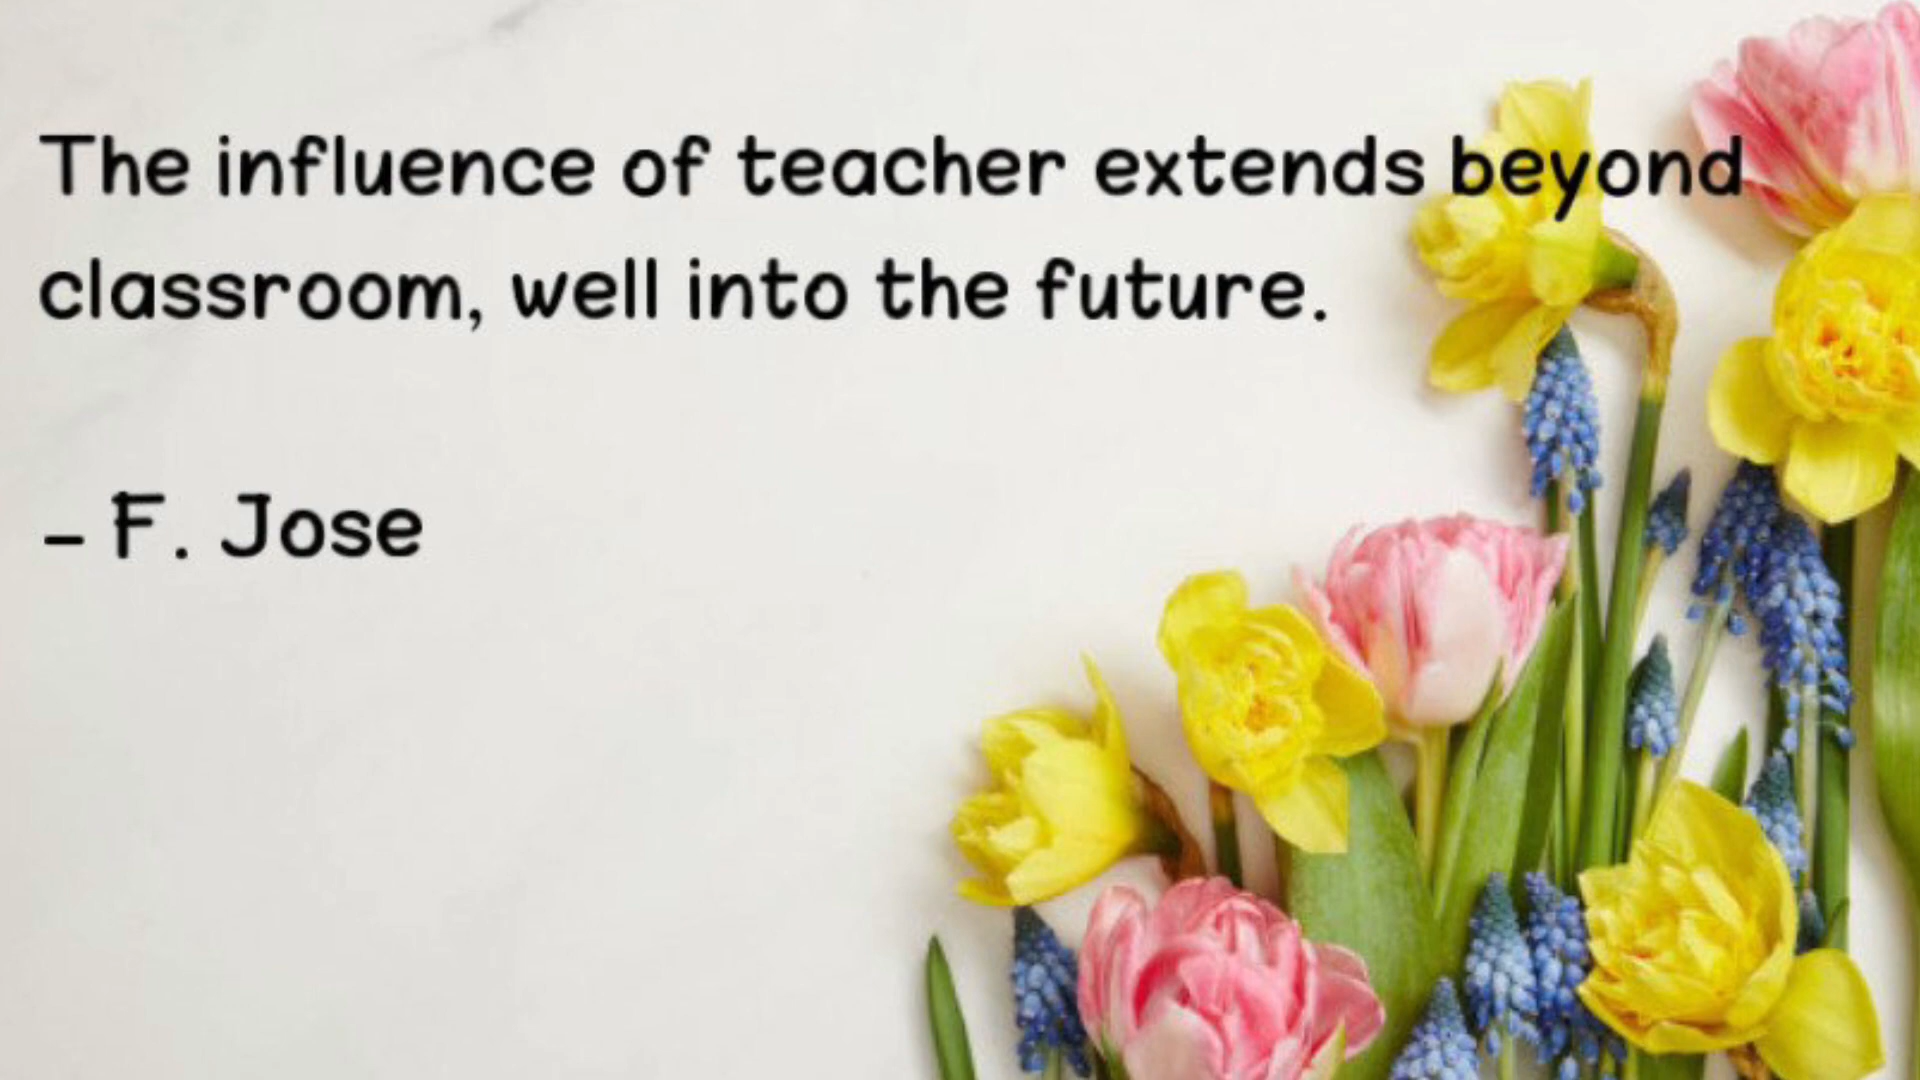 The influence of teacher extends beyond
classroom, well into the future.
- F. Jose